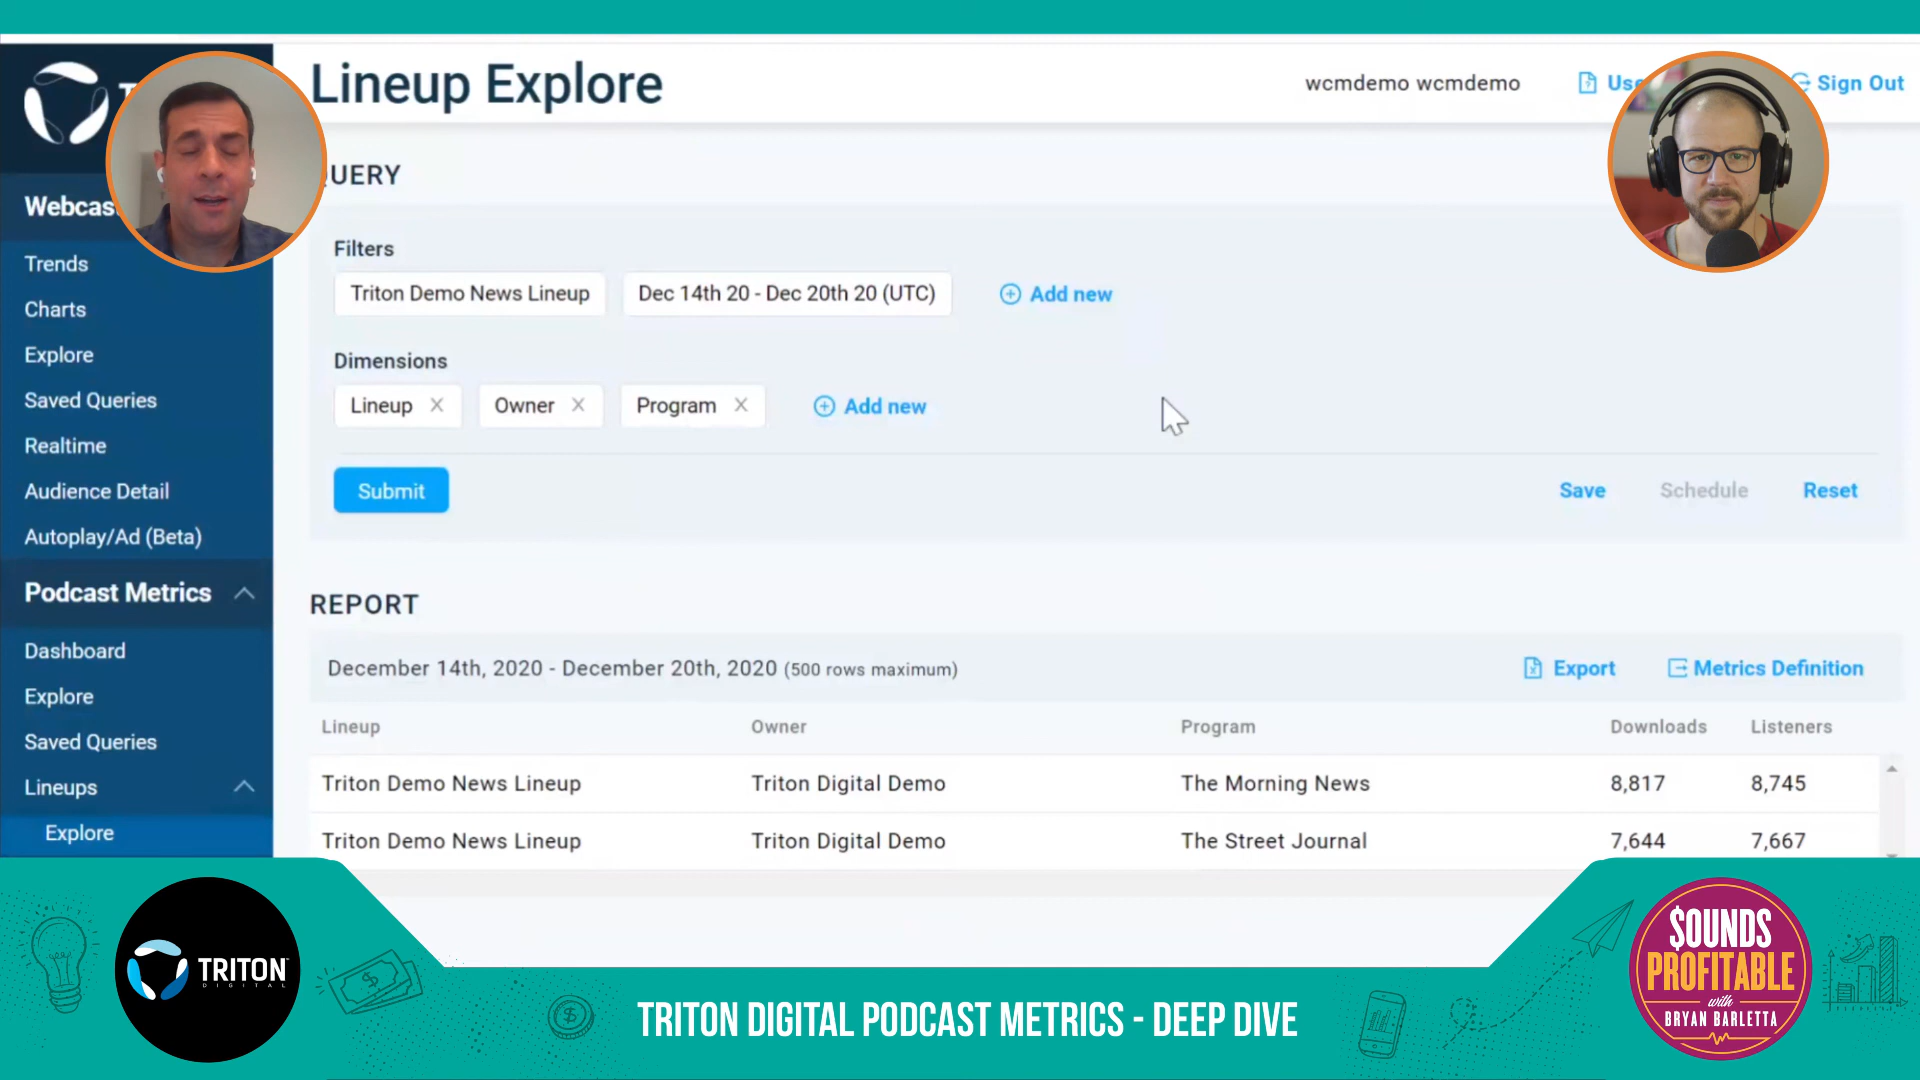 Lineup Explore
wcmdemo wcmdemo
Sign Out
Webcas
Trends
Charts
Explore
Saved Queries
Realtime
Audience Detail
Autoplay/Ad (Beta)
Podcast Metrics
Dashboard
Explore
Saved Queries
Lineups
Explore
UERY
Filters
Triton Demo News Lineup
Dec 14th 20 - Dec 20th 20 (UTC)
Add new
Dimensions
Lineup
Owner
Program
Add new
Submit
Save
Schedule
Reset
REPORT
December 14th, 2020 - December 20th, 2020 (500 rows maximum)
Export
Metrics Definition
Lineup Owner Program Downloads Listeners
Triton Demo News Lineup Triton Digital Demo The Morning News 8,817 8,745
Triton Demo News Lineup Triton Digital Demo The Street Journal 7,644 7,667
TRITON
DIGITAL
TRITON DIGITAL PODCAST METRICS - DEEP DIVE
$OUNDS
PROFITABLE
with
BRYAN BARLETTA